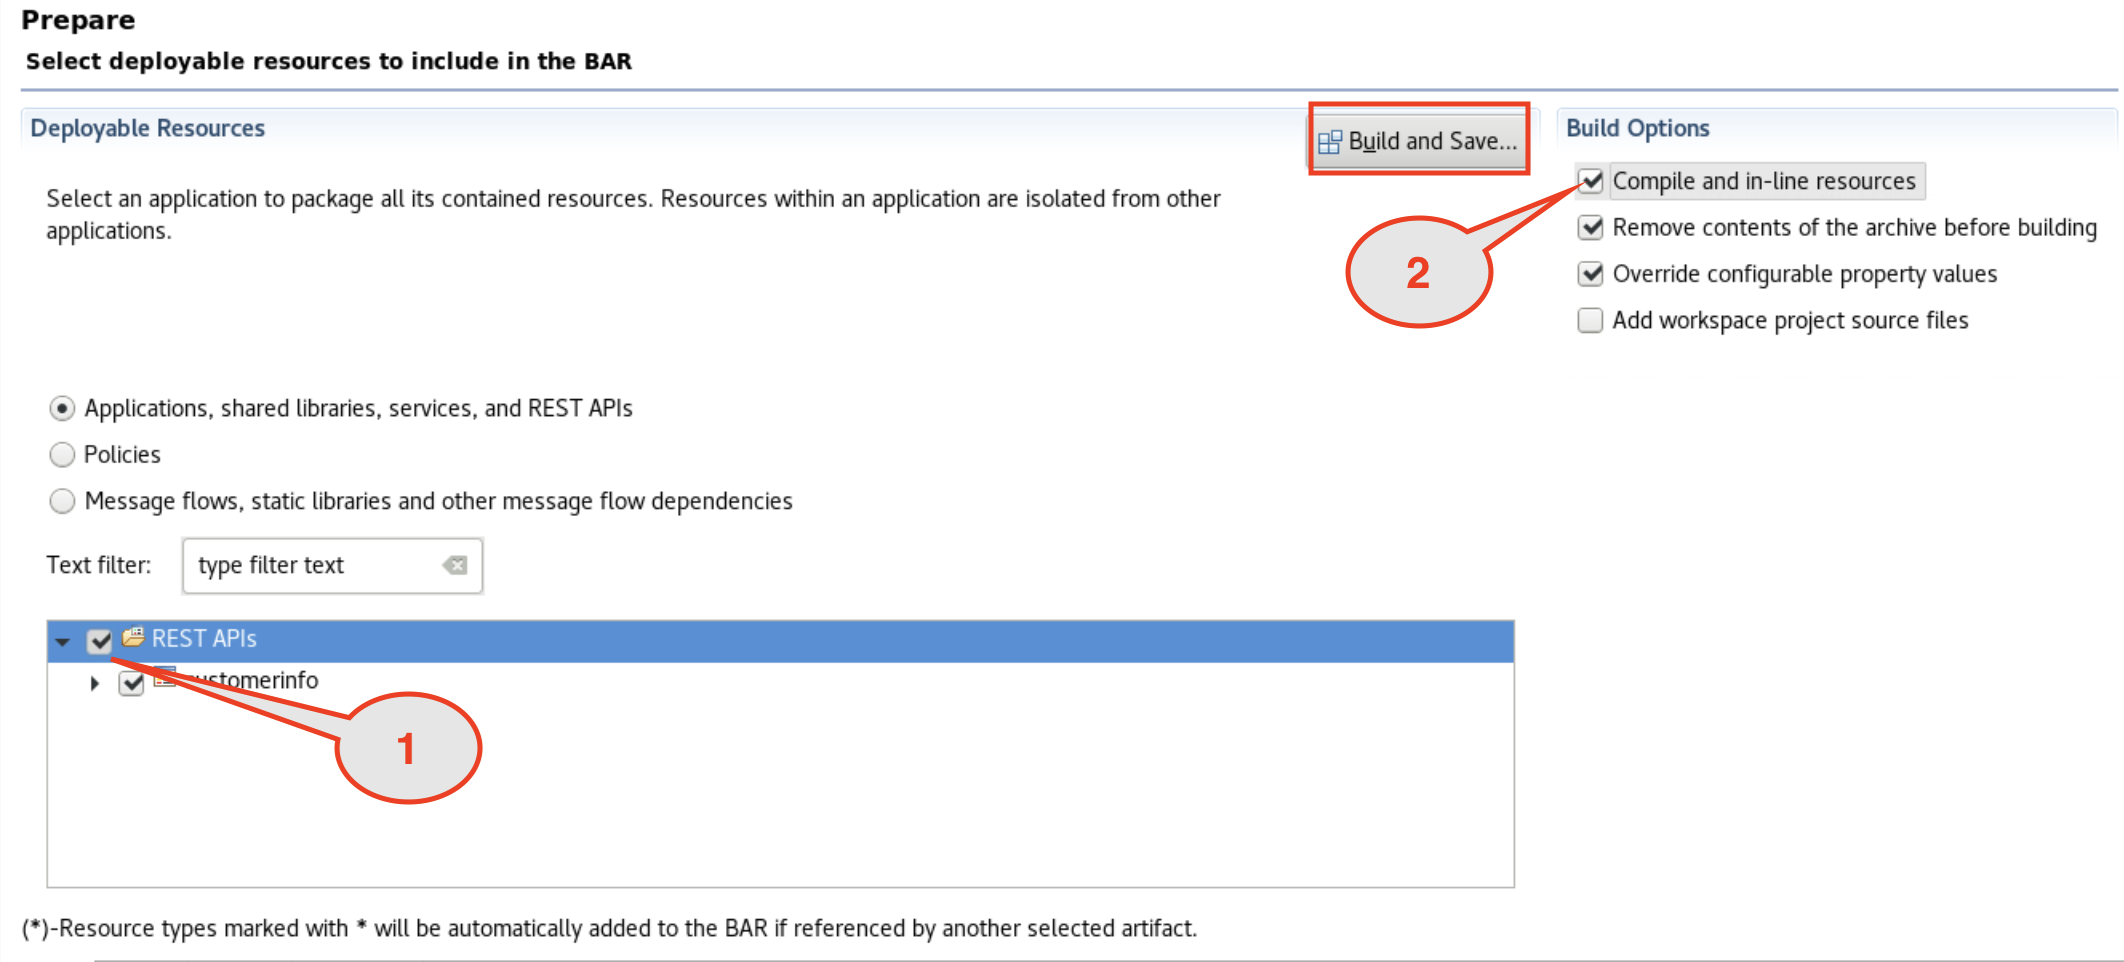 Prepare
Select deployable resources to include in the BAR
Deployable Resources
Build and Save...
Select an application to package all its contained resources. Resources within an application are isolated from other
applications.
Build Options
Compile and in-line resources
Remove contents of the archive before building
Override configurable property values
Add workspace project source files
2
Applications, shared libraries, services, and REST APIs
Policies
Message flows, static libraries and other message flow dependencies
Text filter: type filter text
REST APIs
customerinfo
1
(*)-Resource types marked with * will be automatically added to the BAR if referenced by another selected artifact.